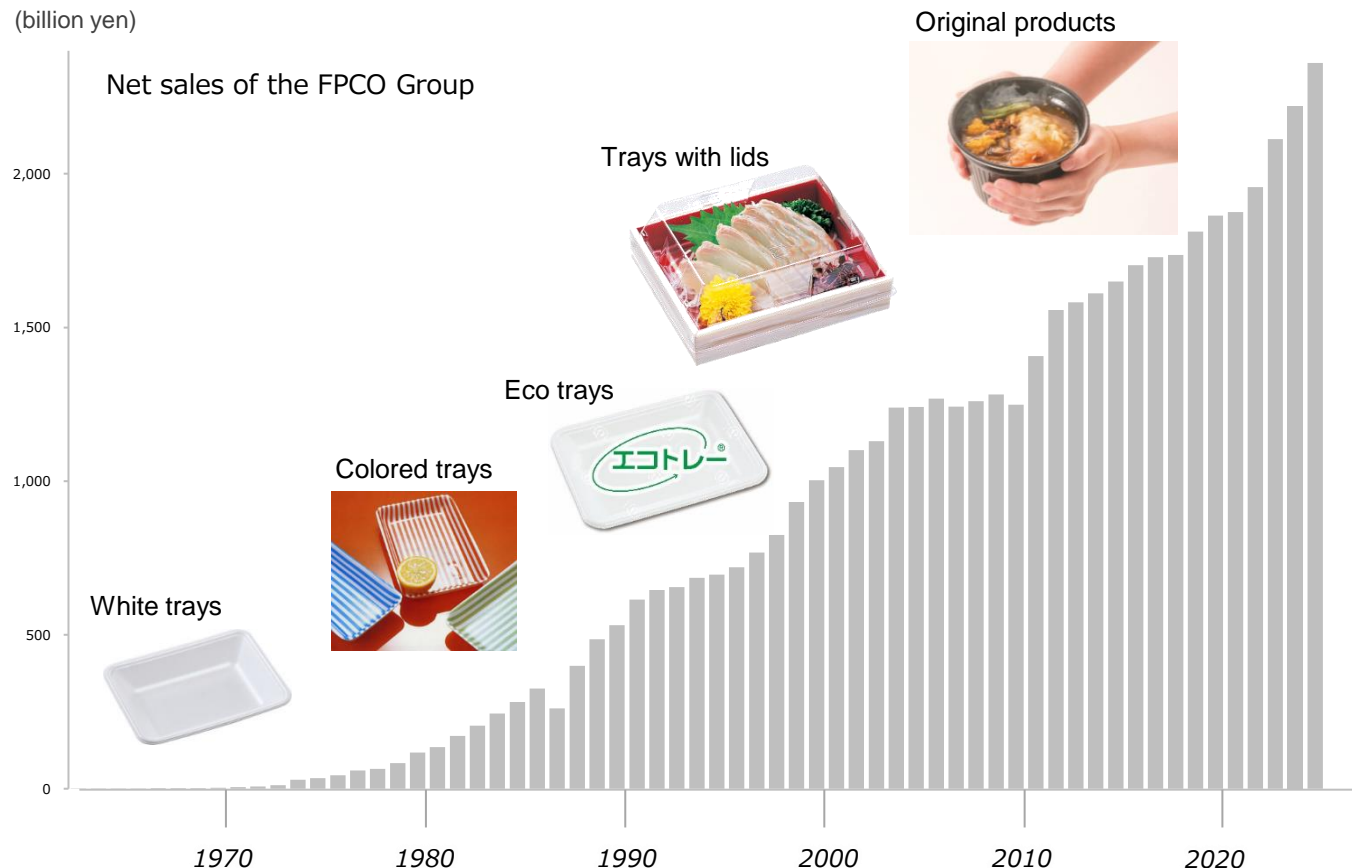 (billion yen)
Original products
Net sales of the FPCO Group
Trays with lids
2,000
1,500
Eco trays
エコトレー®
Colored trays
1,000
White trays
500
0
1970
1980
1990
2000
2010
2020